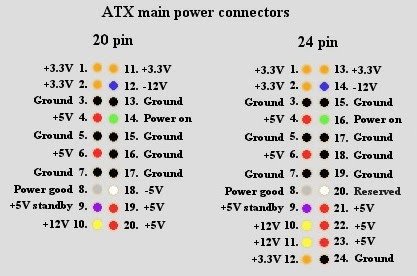 ATX main power connectors
20 pin
+3.3V 1. 11. +3.3V
+3.3V 2. 12. -12V
Ground 3. 13. Ground
+5V 4. 14. Power on
Ground 5. 15. Ground
+5V 6. 16. Ground
Ground 7. 17. Ground
Power good 8. 18. -5V
+5V standby 9. 19. +5V
+12V 10. 20. +5V
24 pin
+3.3V 1. 13. +3.3V
+3.3V 2. 14. -12V
Ground 3. 15. Ground
+5V 4. 16. Power on
Ground 5. 17. Ground
+5V 6. 18. Ground
Ground 7. 19. Ground
Power good 8. 20. Reserved
+5V standby 9. 21. +5V
+12V 10. 22. +5V
+12V 11. 23. +5V
+3.3V 12. 24. Ground